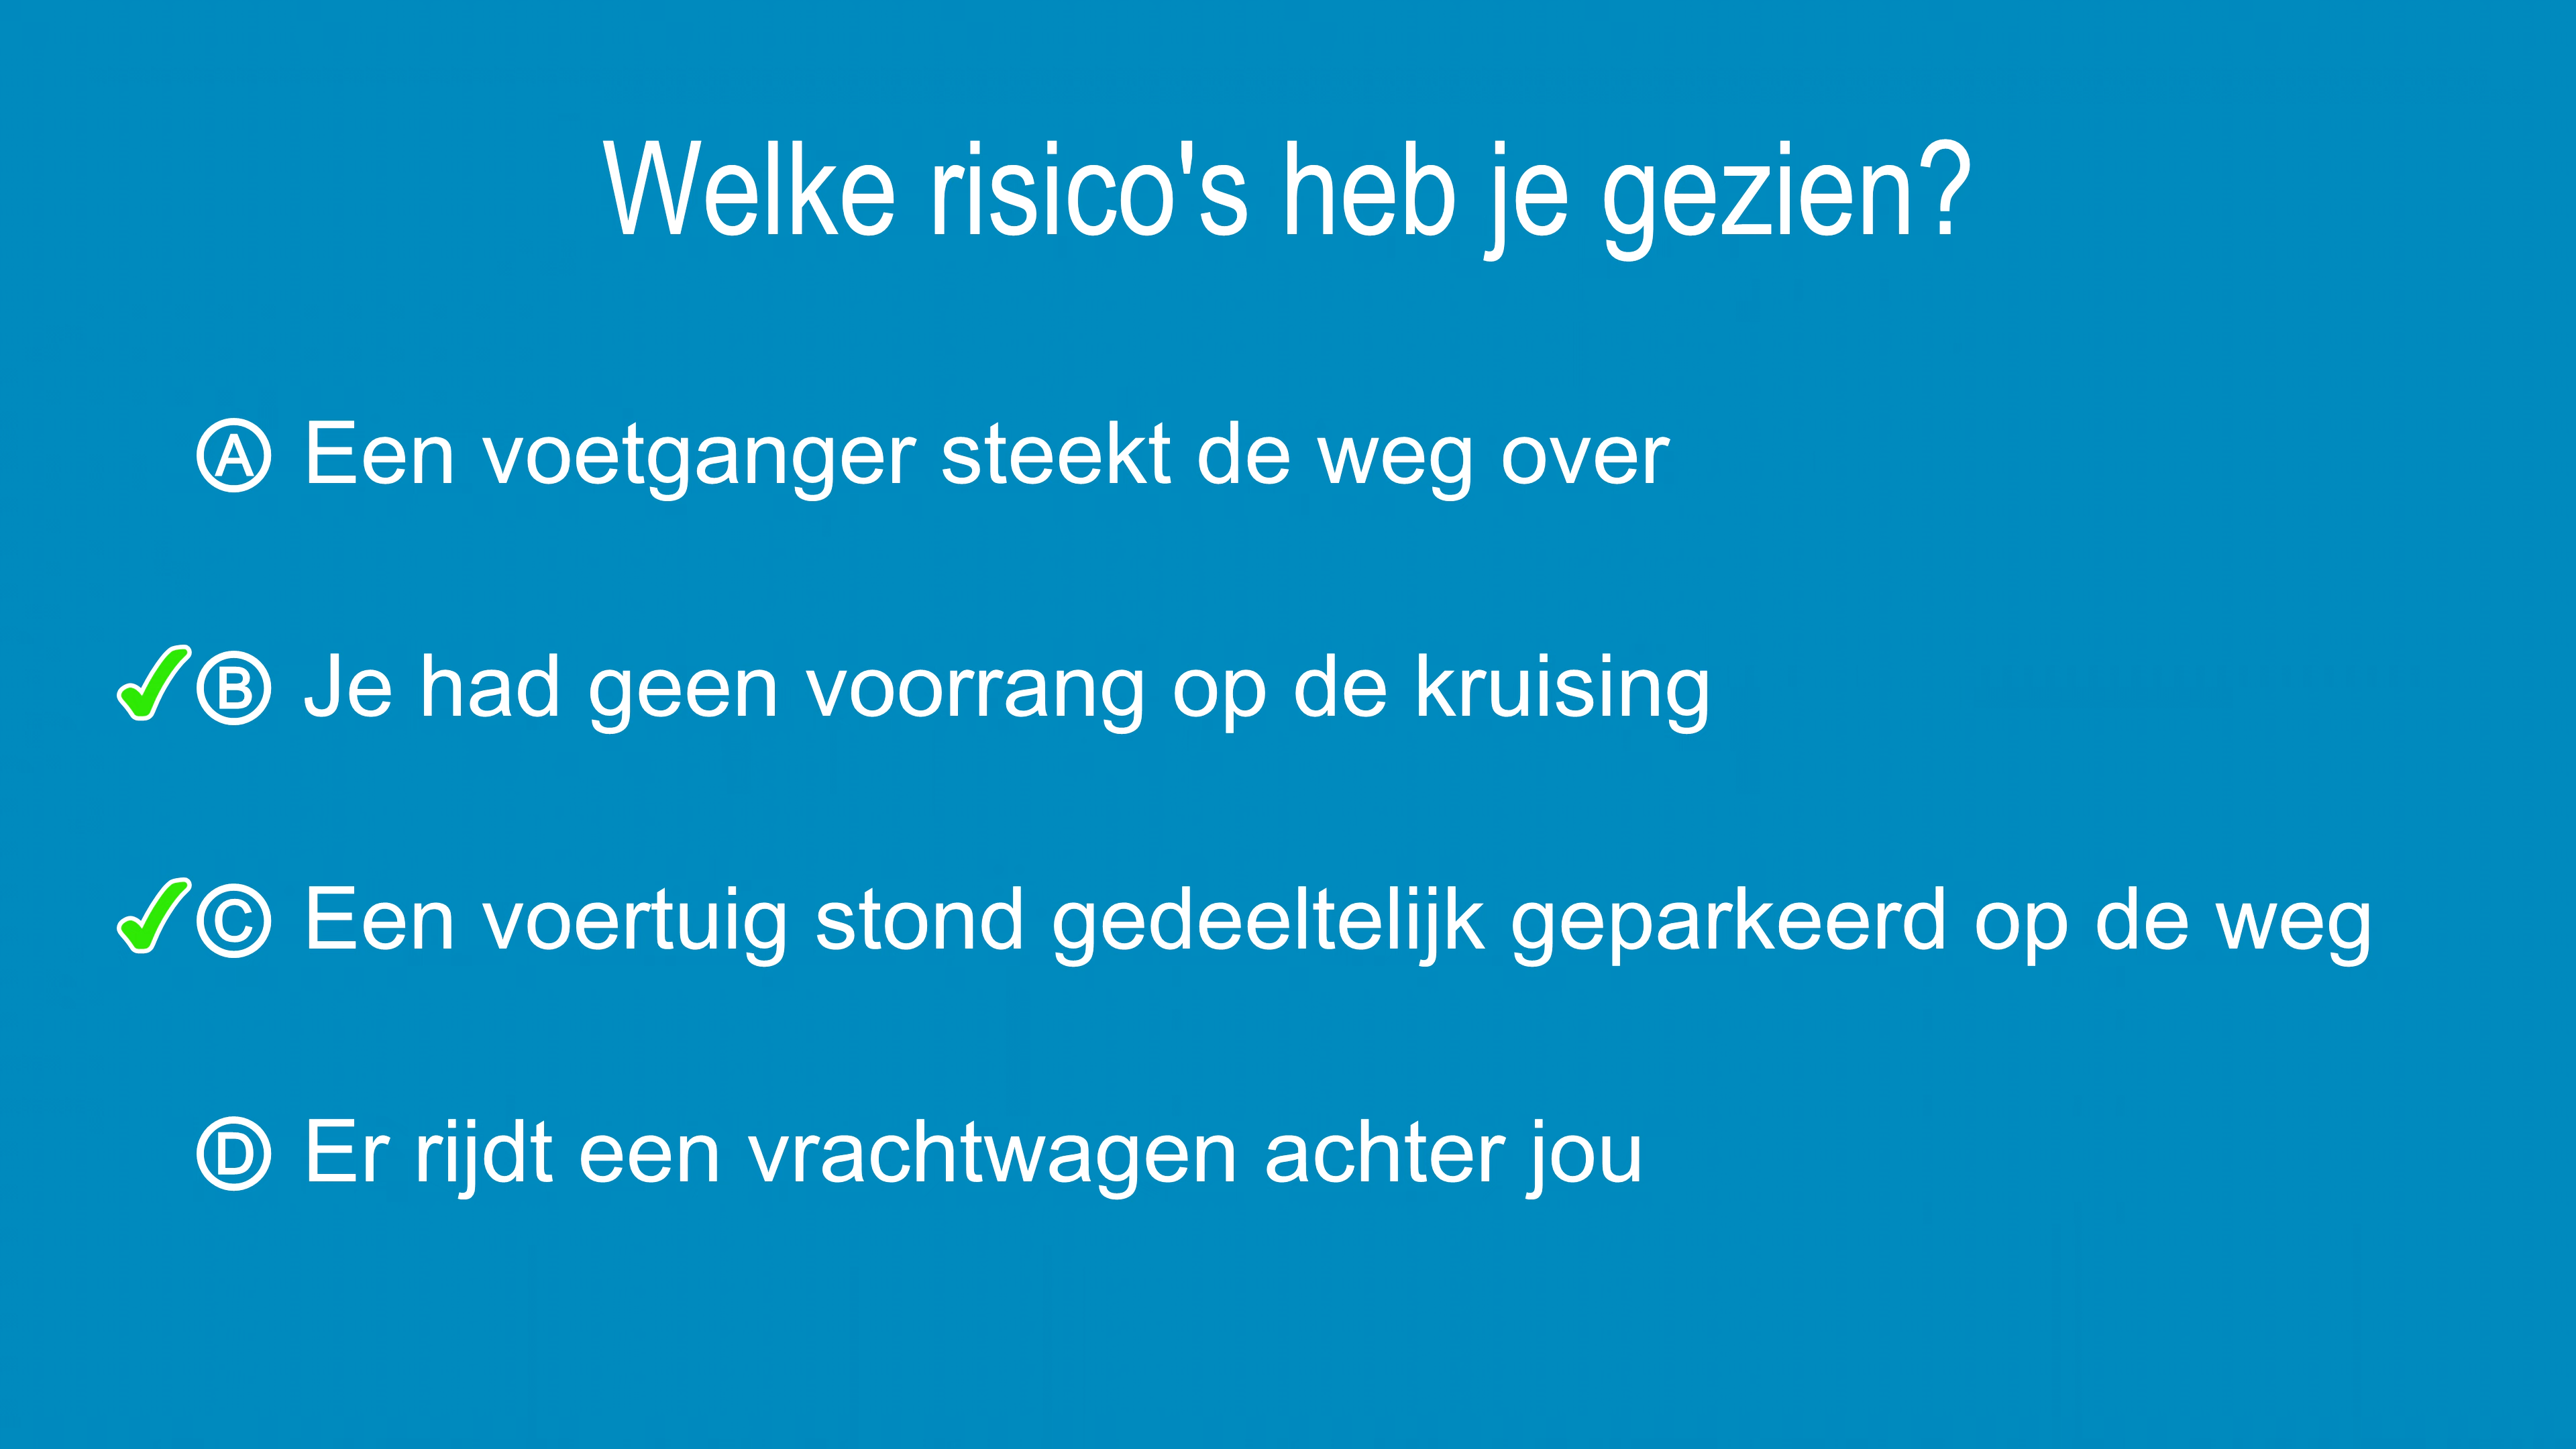 Welke risico's heb je gezien?
Ⓐ Een voetganger steekt de weg over
✓Ⓑ Je had geen voorrang op de kruising
✓Ⓒ Een voertuig stond gedeeltelijk geparkeerd op de weg
Ⓓ Er rijdt een vrachtwagen achter jou